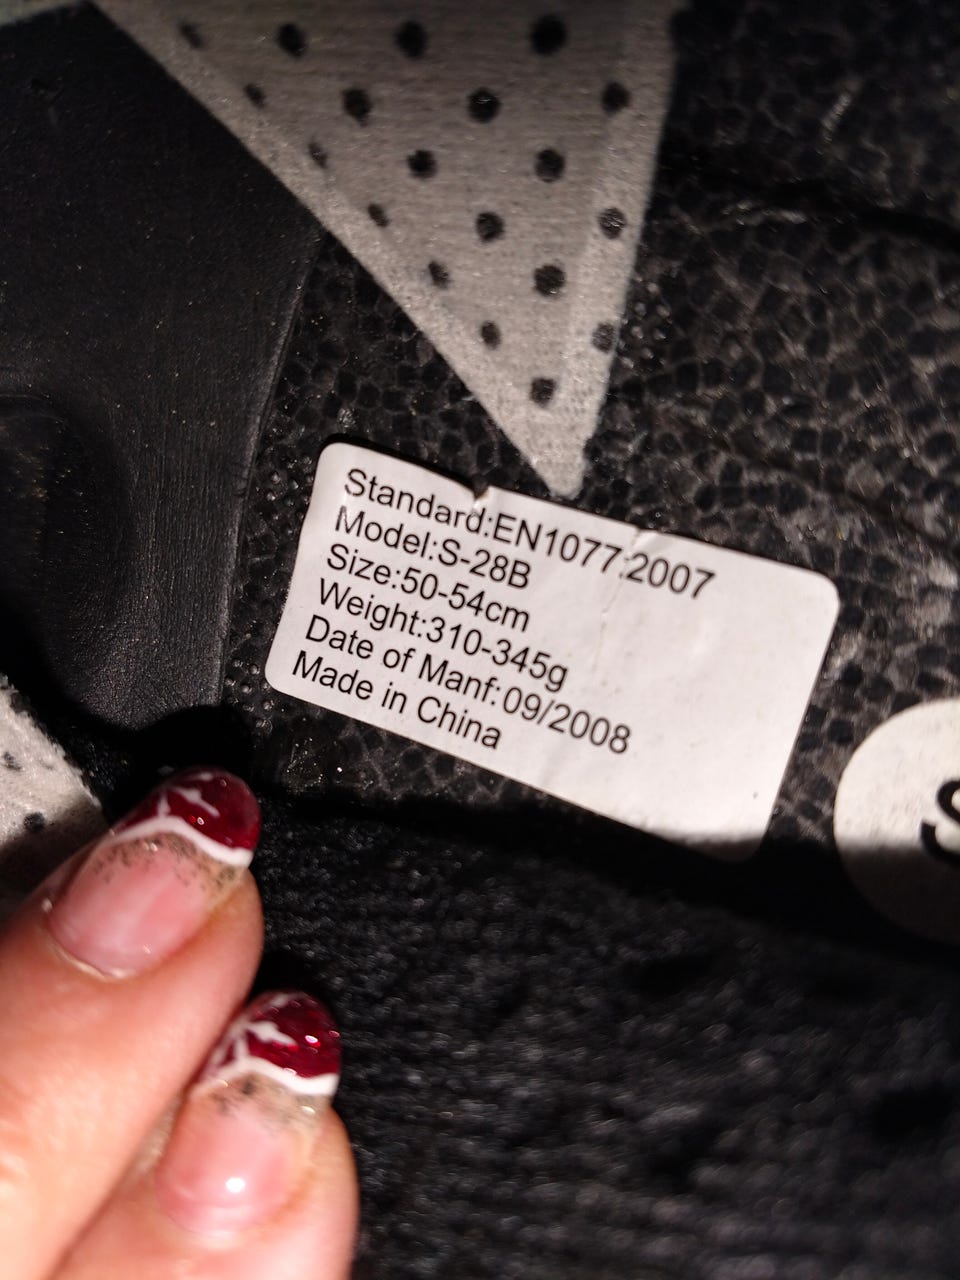 Standard:EN1077:2007
Model:S-28B
Size:50-54cm
Weight:310-345g
Date of Manf:09/2008
Made in China
S